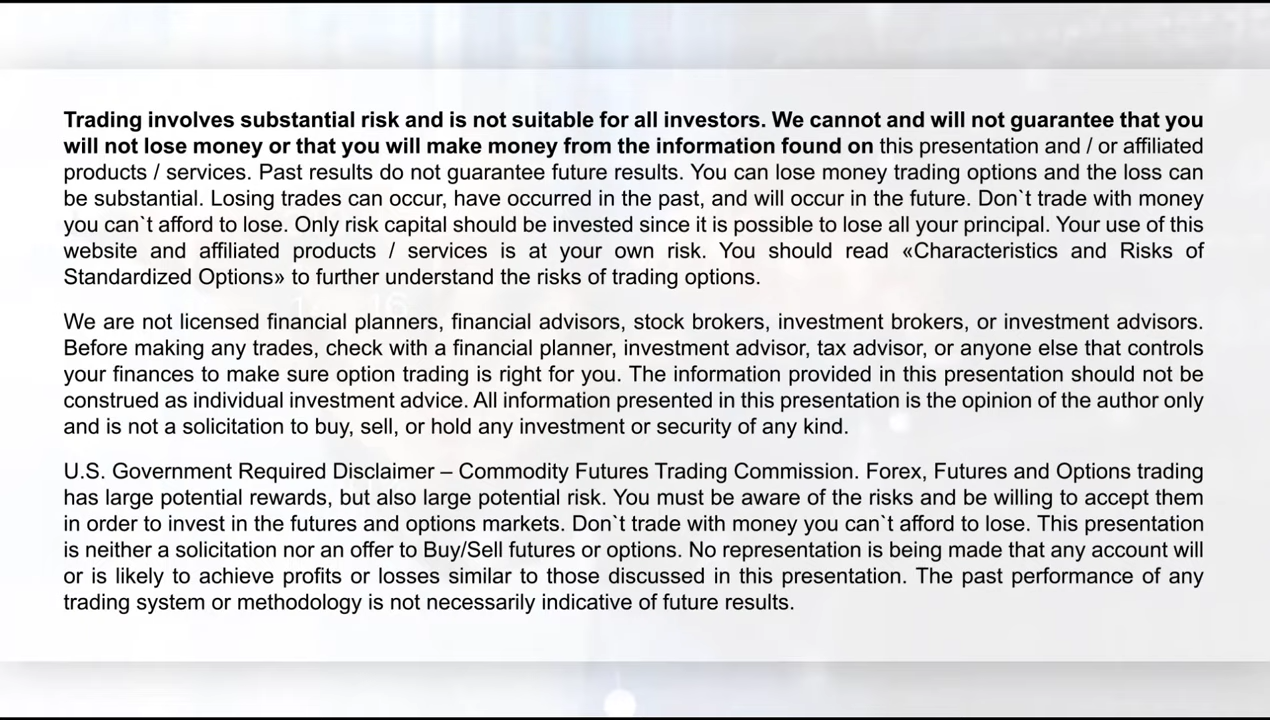 Trading involves substantial risk and is not suitable for all investors. We cannot and will not guarantee that you
will not lose money or that you will make money from the information found on this presentation and / or affiliated
products / services. Past results do not guarantee future results. You can lose money trading options and the loss can
be substantial. Losing trades can occur, have occurred in the past, and will occur in the future. Don`t trade with money
you can`t afford to lose. Only risk capital should be invested since it is possible to lose all your principal. Your use of this
website and affiliated products / services is at your own risk. You should read «Characteristics and Risks of
Standardized Options» to further understand the risks of trading options.
We are not licensed financial planners, financial advisors, stock brokers, investment brokers, or investment advisors.
Before making any trades, check with a financial planner, investment advisor, tax advisor, or anyone else that controls
your finances to make sure option trading is right for you. The information provided in this presentation should not be
construed as individual investment advice. All information presented in this presentation is the opinion of the author only
and is not a solicitation to buy, sell, or hold any investment or security of any kind.
U.S. Government Required Disclaimer – Commodity Futures Trading Commission. Forex, Futures and Options trading
has large potential rewards, but also large potential risk. You must be aware of the risks and be willing to accept them
in order to invest in the futures and options markets. Don`t trade with money you can`t afford to lose. This presentation
is neither a solicitation nor an offer to Buy/Sell futures or options. No representation is being made that any account will
or is likely to achieve profits or losses similar to those discussed in this presentation. The past performance of any
trading system or methodology is not necessarily indicative of future results.